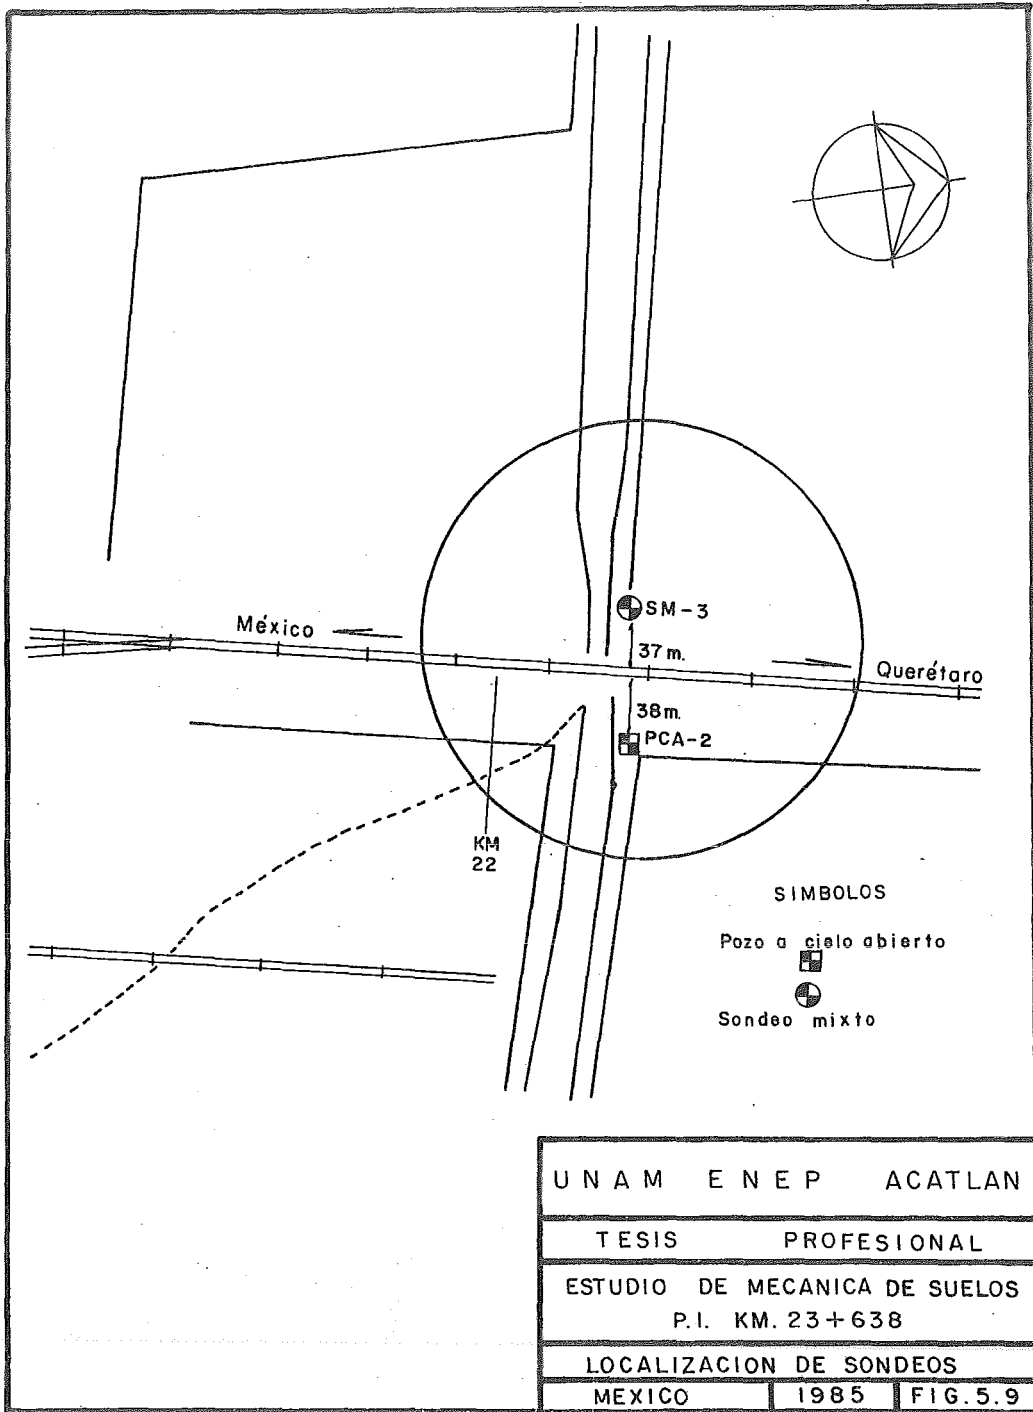 México
SM-3
37m.
Querétaro
38m.
PCA-2
KM
22
SIMBOLOS
Pozo a cielo abierto
Sondeo mixto
UNAM ENEP ACATLAN
TESIS PROFESIONAL
ESTUDIO DE MECANICA DE SUELOS
P.I. KM. 23+638
LOCALIZACION DE SONDEOS
MEXICO 1985 FIG.5.9